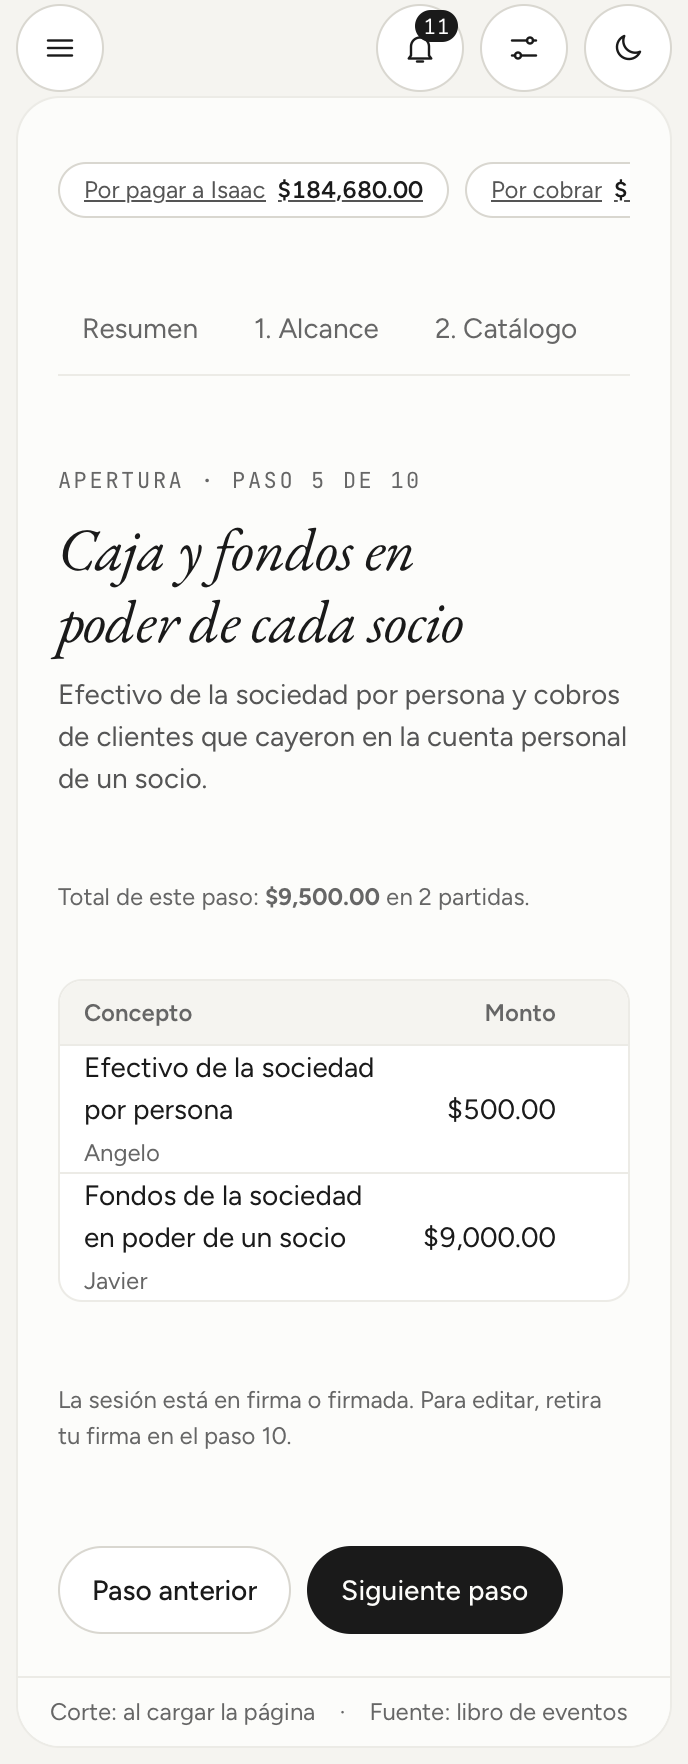 11
Por pagar a Isaac $184,680.00 Por cobrar $
Resumen 1. Alcance 2. Catálogo
APERTURA · PASO 5 DE 10
Caja y fondos en
poder de cada socio
Efectivo de la sociedad por persona y cobros
de clientes que cayeron en la cuenta personal
de un socio.
Total de este paso: $9,500.00 en 2 partidas.
Concepto Monto
Efectivo de la sociedad
por persona $500.00
Angelo
Fondos de la sociedad
en poder de un socio $9,000.00
Javier
La sesión está en firma o firmada. Para editar, retira
tu firma en el paso 10.
Paso anterior Siguiente paso
Corte: al cargar la página · Fuente: libro de eventos